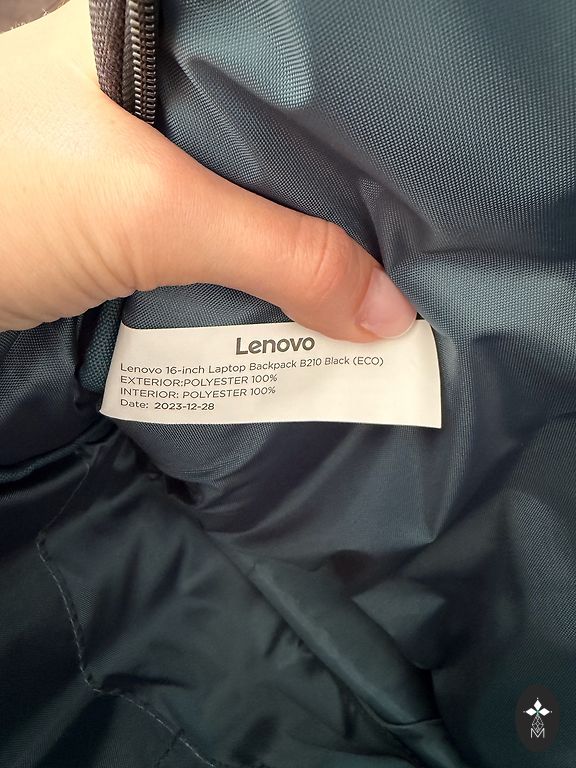 Lenovo
Lenovo 16-inch Laptop Backpack B210 Black (ECO)
EXTERIOR:POLYESTER 100%
INTERIOR: POLYESTER 100%
Date: 2023-12-28
M